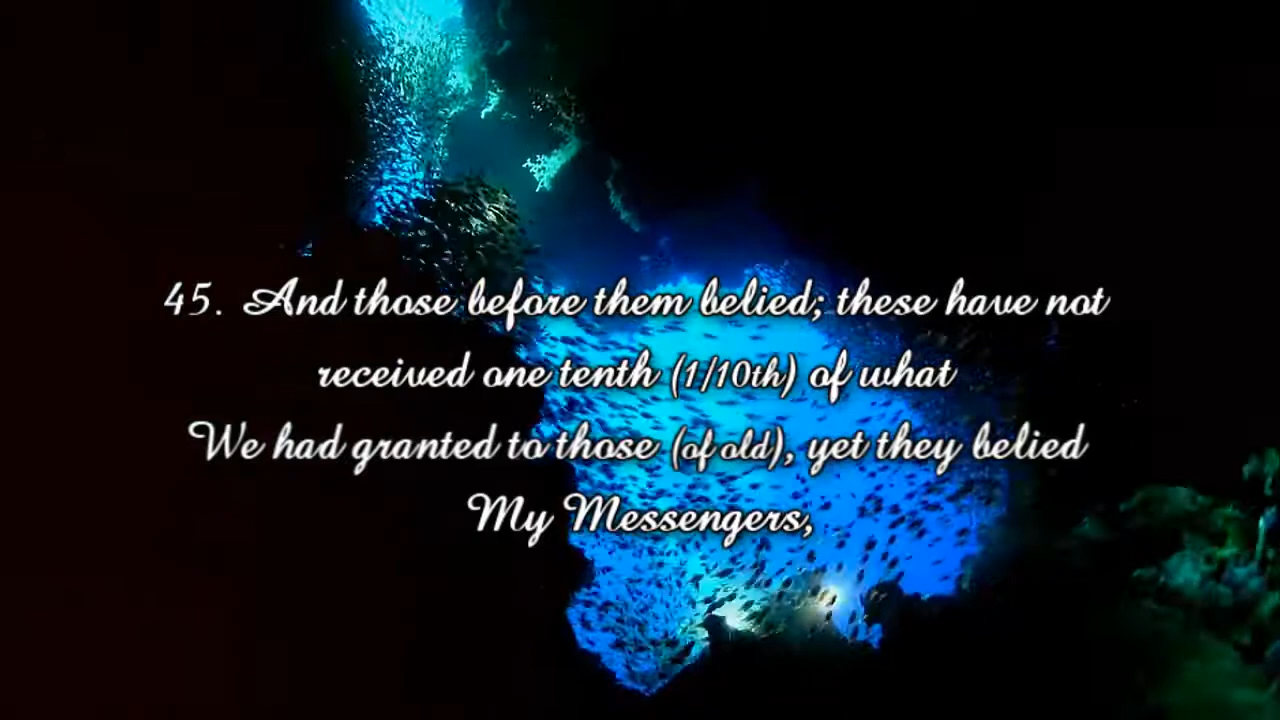 45. And those before them belied; these have not
received one tenth (1/10th) of what
We had granted to those (of old), yet they belied
My Messengers,